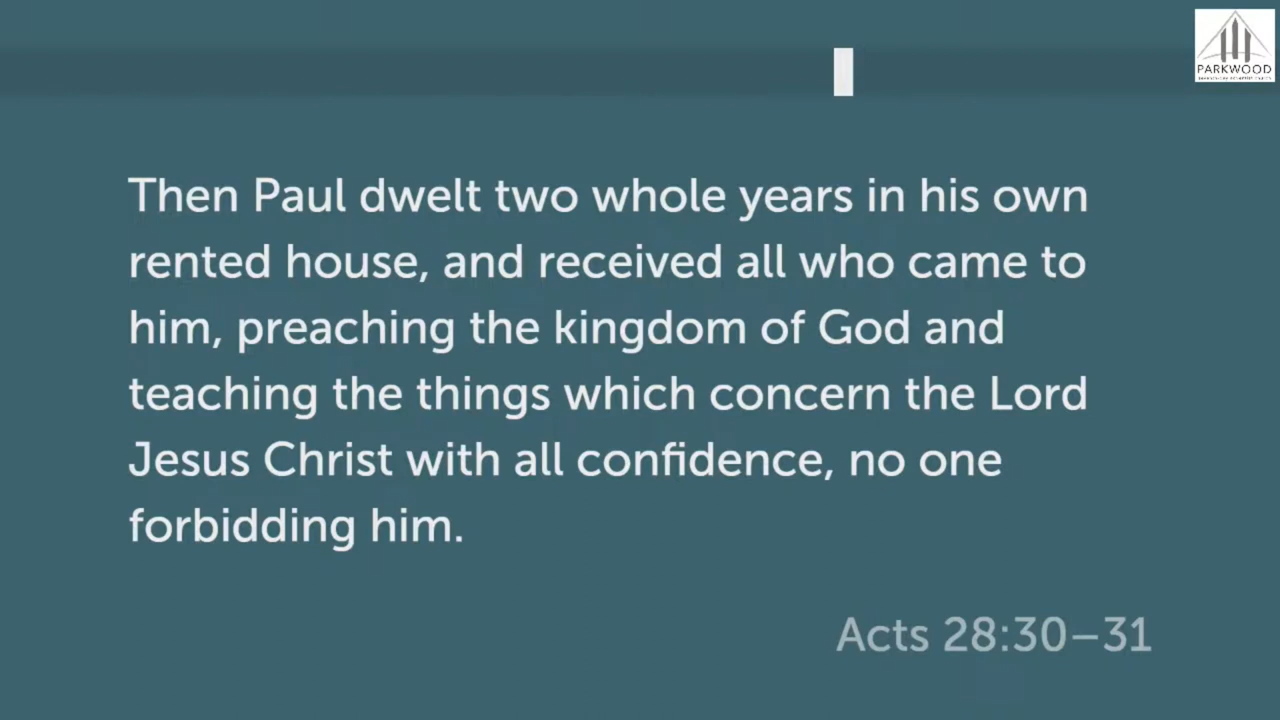 PARKWOOD
Then Paul dwelt two whole years in his own
rented house, and received all who came to
him, preaching the kingdom of God and
teaching the things which concern the Lord
Jesus Christ with all confidence, no one
forbidding him.
Acts 28:30–31